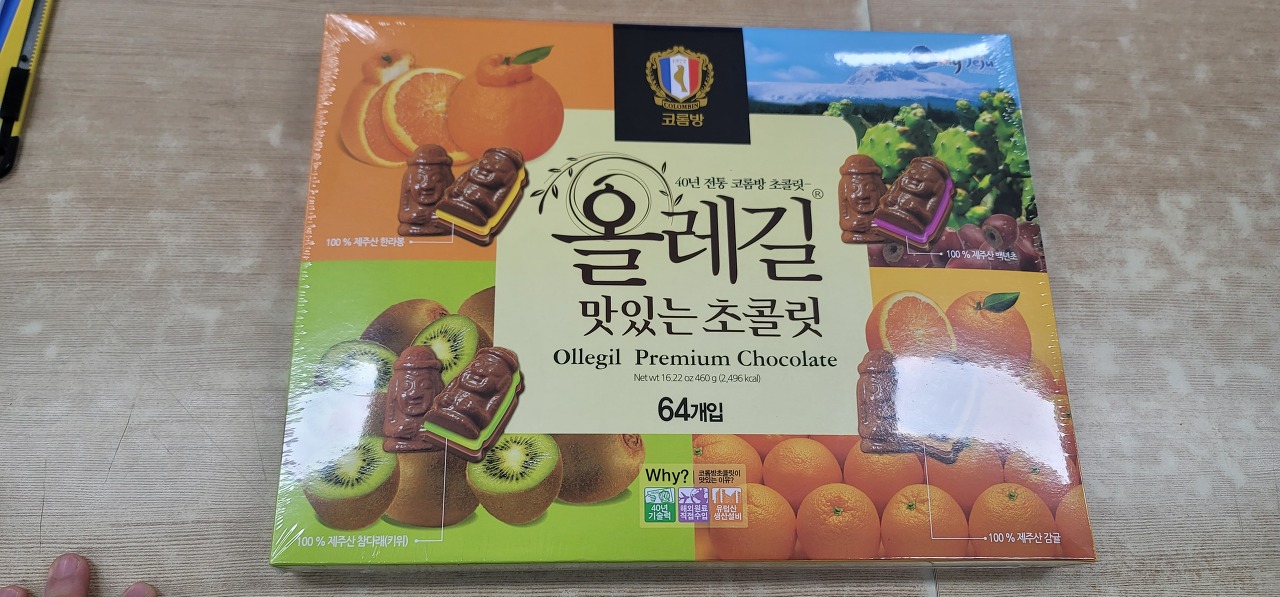 1972
COLOMBIN
코롬방
Jeju
40년 전통 코롬방 초콜릿
올레길®
맛있는 초콜릿
Ollegil Premium Chocolate
Net wt 16.22 oz 460 g (2,496 kcal)
64개입
100 % 제주산 한라봉
100 % 제주산 백년초
100 % 제주산 참다래(키위)
100 % 제주산 감귤
Why?
코롬방초콜릿이
맛있는 이유?
40년
기술력
해외원료
직접수입
유럽산
생산설비